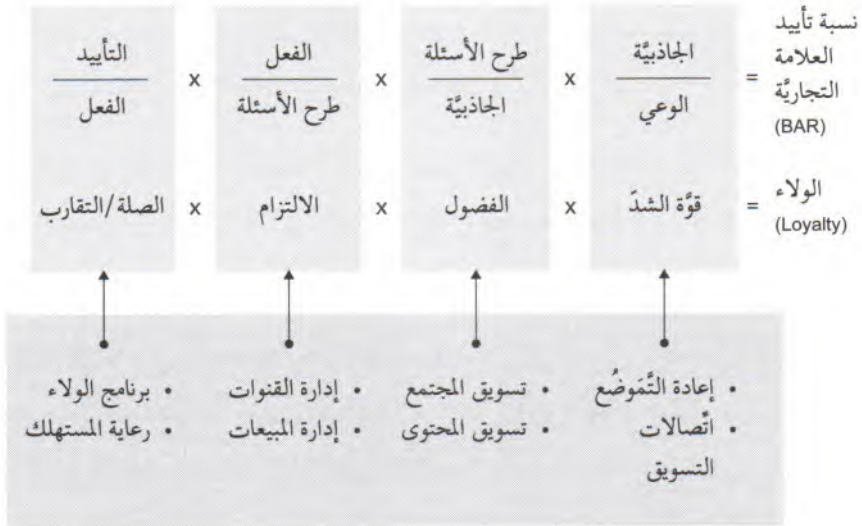 نسبة تأييد
العلامة
التجاريَّة
(BAR)
=
الجاذبيَّة
الوعي
x
طرح الأسئلة
الجاذبيَّة
x
الفعل
طرح الأسئلة
x
التأييد
الفعل
الولاء
(Loyalty)
=
قوَّة الشدّ
x
الفضول
x
الالتزام
x
الصلة/التقارب
• إعادة التَّمَوضُع
• اتِّصالات
التسويق
• تسويق المجتمع
• تسويق المحتوى
• إدارة القنوات
• إدارة المبيعات
• برنامج الولاء
• رعاية المستهلك